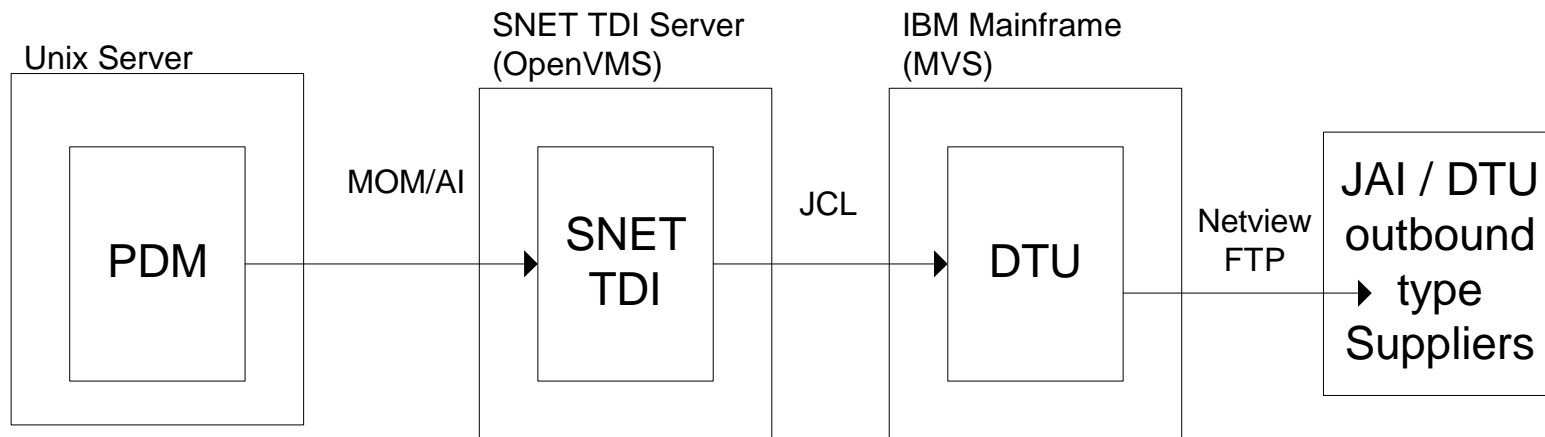 Unix Server
PDM
MOM/AI
SNET TDI Server
(OpenVMS)
SNET
TDI
JCL
IBM Mainframe
(MVS)
DTU
Netview
FTP
JAI / DTU
outbound
type
Suppliers